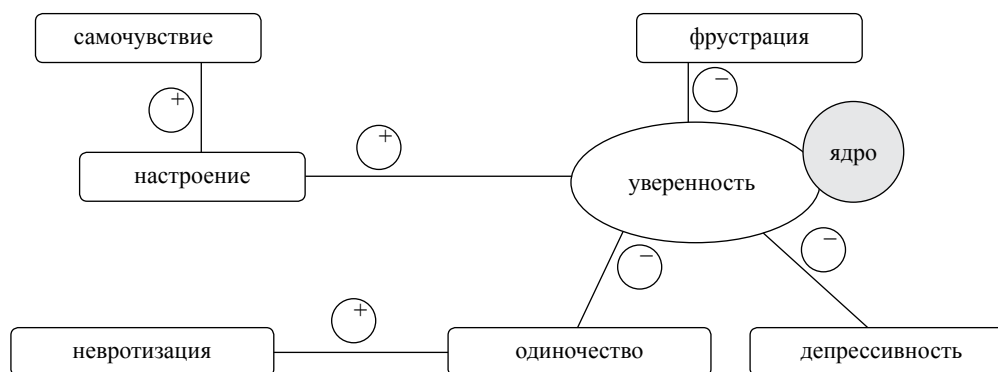 самочувствие
фрустрация
+
−
+
ядро
настроение
уверенность
−
−
+
невротизация
одиночество
депрессивность